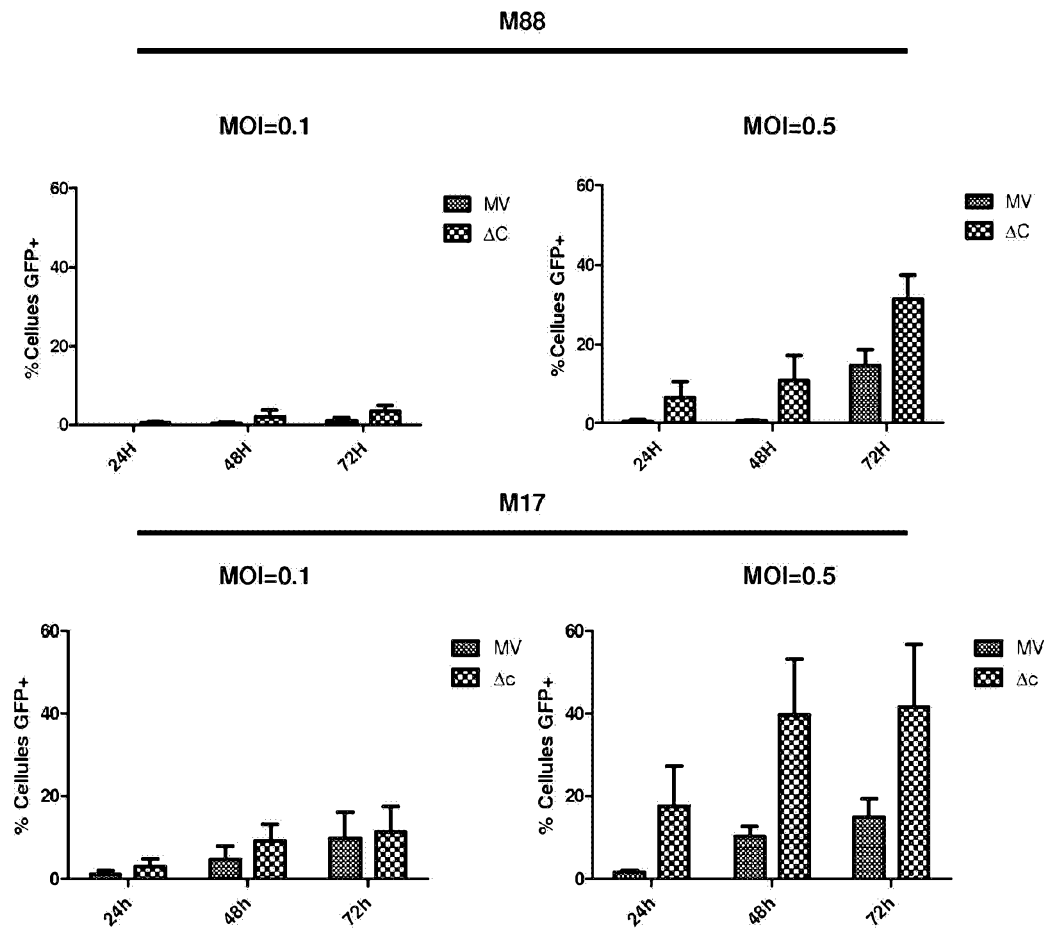 M88
MOI=0.1
%Cellues GFP+
60
40
20
0
24H
48H
72H
MV
ΔC
MOI=0.5
%Cellues GFP+
60
40
20
0
24H
48H
72H
MV
ΔC
M17
MOI=0.1
% Cellules GFP+
60
40
20
0
24h
48h
72h
MV
Δc
MOI=0.5
% Cellules GFP+
60
40
20
0
24h
48h
72h
MV
Δc